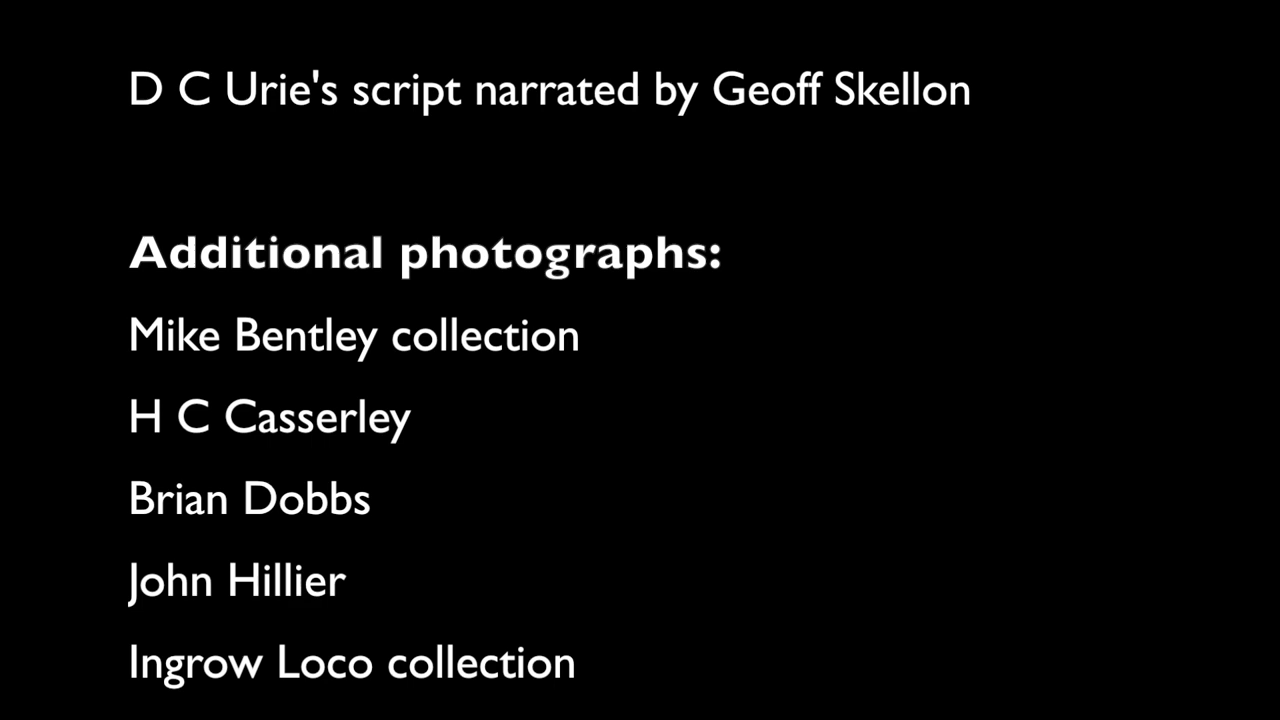 D C Urie's script narrated by Geoff Skellon
Additional photographs:
Mike Bentley collection
H C Casserley
Brian Dobbs
John Hillier
Ingrow Loco collection